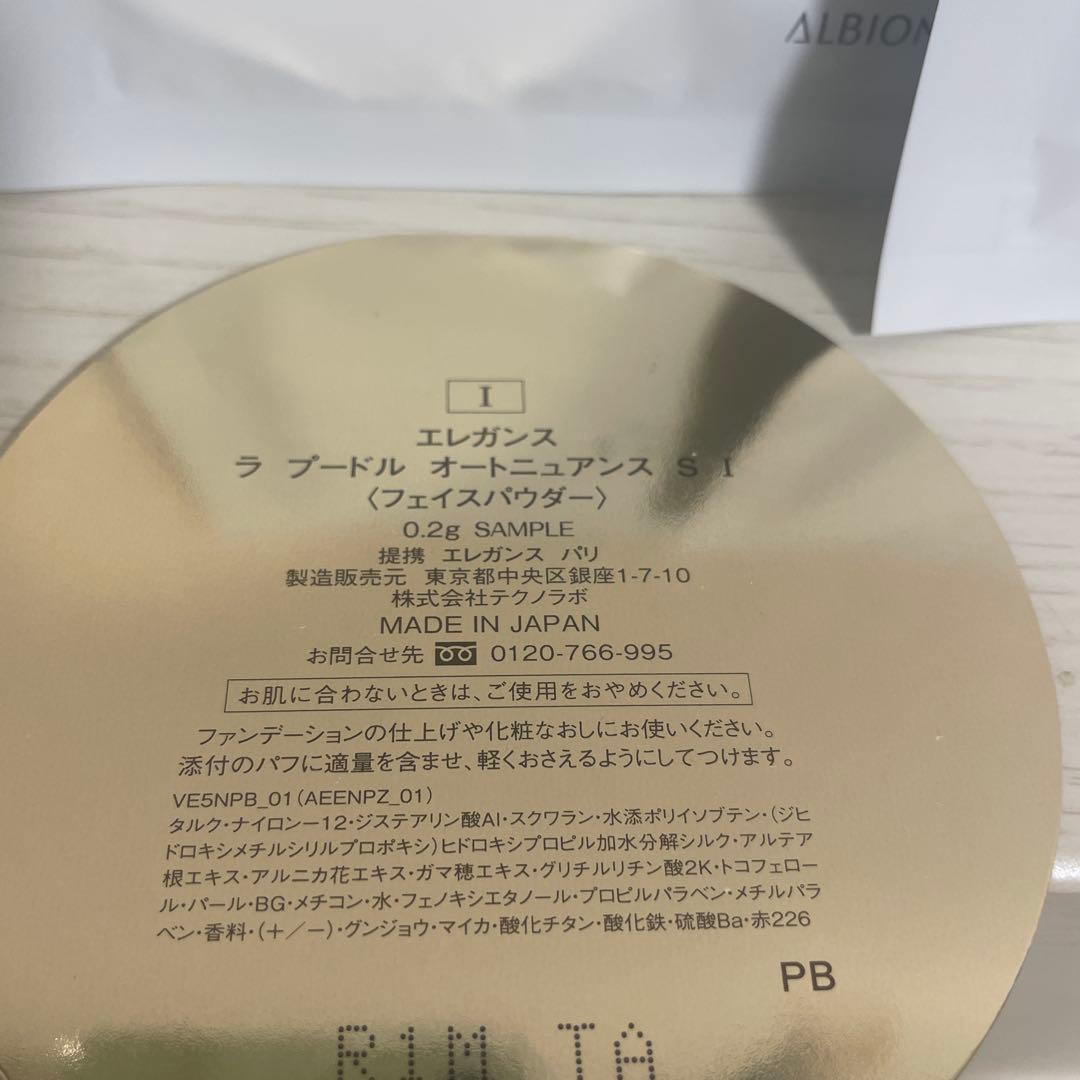 ALBION
I
エレガンス
ラ プードル オートニュアンス S I
〈フェイスパウダー〉
0.2g SAMPLE
提携 エレガンス パリ
製造販売元 東京都中央区銀座1-7-10
株式会社テクノラボ
MADE IN JAPAN
お問合せ先 0120-766-995
お肌に合わないときは、ご使用をおやめください。
ファンデーションの仕上げや化粧なおしにお使いください。
添付のパフに適量を含ませ、軽くおさえるようにしてつけます。
VE5NPB_01(AEENPZ_01)
タルク・ナイロン−12・ジステアリン酸Al・スクワラン・水添ポリイソブテン・(ジヒ
ドロキシメチルシリルプロポキシ)ヒドロキシプロピル加水分解シルク・アルテア
根エキス・アルニカ花エキス・ガマ穂エキス・グリチルリチン酸2K・トコフェロー
ル・パール・BG・メチコン・水・フェノキシエタノール・プロピルパラベン・メチルパラ
ベン・香料・(+/−)・グンジョウ・マイカ・酸化チタン・酸化鉄・硫酸Ba・赤226
PB
R1M TA